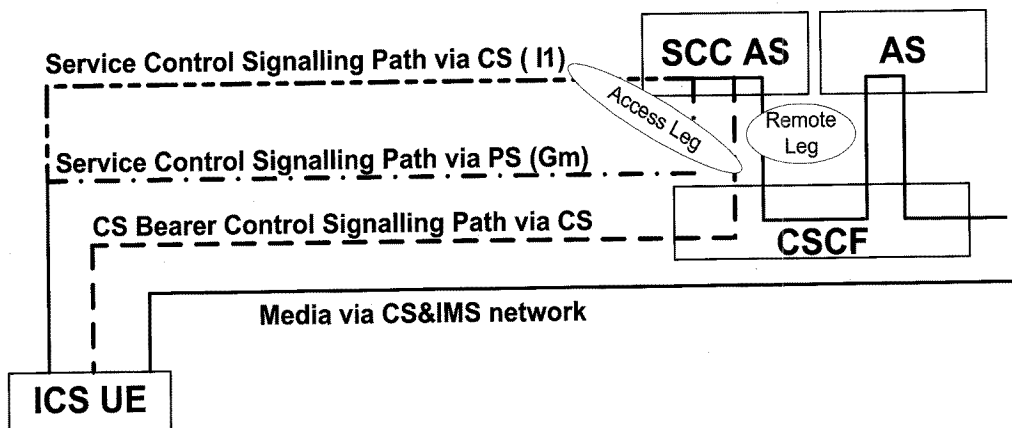 SCC AS
AS
Service Control Signalling Path via CS ( I1)
Access Leg
Remote
Leg
Service Control Signalling Path via PS (Gm)
CS Bearer Control Signalling Path via CS
CSCF
Media via CS&IMS network
ICS UE